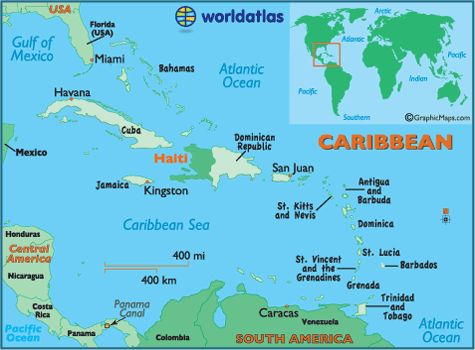 USA
worldatlas
Arctic
Florida
(USA)
Gulf of
Mexico
Atlantic
Miami
Atlantic
Ocean
Bahamas
Indian
Pacific
Pacific
Havana
Southern
©GraphicMaps.com
Cuba
Dominican
Republic
CARIBBEAN
Mexico
Haiti
San Juan
Jamaica
Kingston
Antigua
and
Barbuda
St. Kitts
and Nevis
Caribbean Sea
Dominica
Honduras
Central
America
400 mi
St. Lucia
St. Vincent
and the
Grenadines
Barbados
Nicaragua
400 km
Grenada
Costa
Rica
Panama
Canal
Trinidad
and
Tobago
Caracas
Pacific
Ocean
Panama
Colombia
Venezuela
Atlantic
Ocean
SOUTH AMERICA